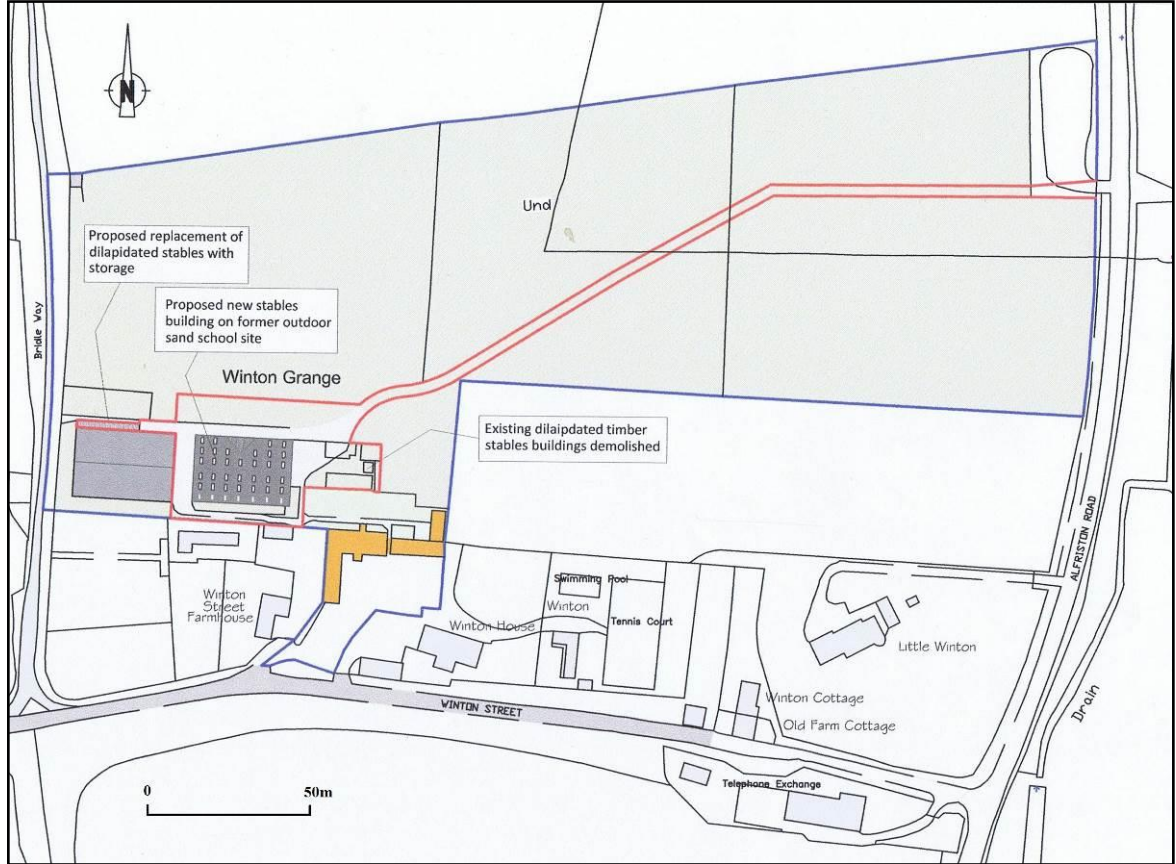 N
Und
Proposed replacement of
dilapidated stables with
storage
Proposed new stables
building on former outdoor
sand school site
Bridle Way
Winton Grange
Existing dilaipdated timber
stables buildings demolished
ALFRISTON ROAD
Swimming Pool
Winton
Street
Farmhouse
Winton House
Winton
Tennis Court
Little Winton
Winton Cottage
WINTON STREET
Old Farm Cottage
Drain
Telephone Exchange
0
50m